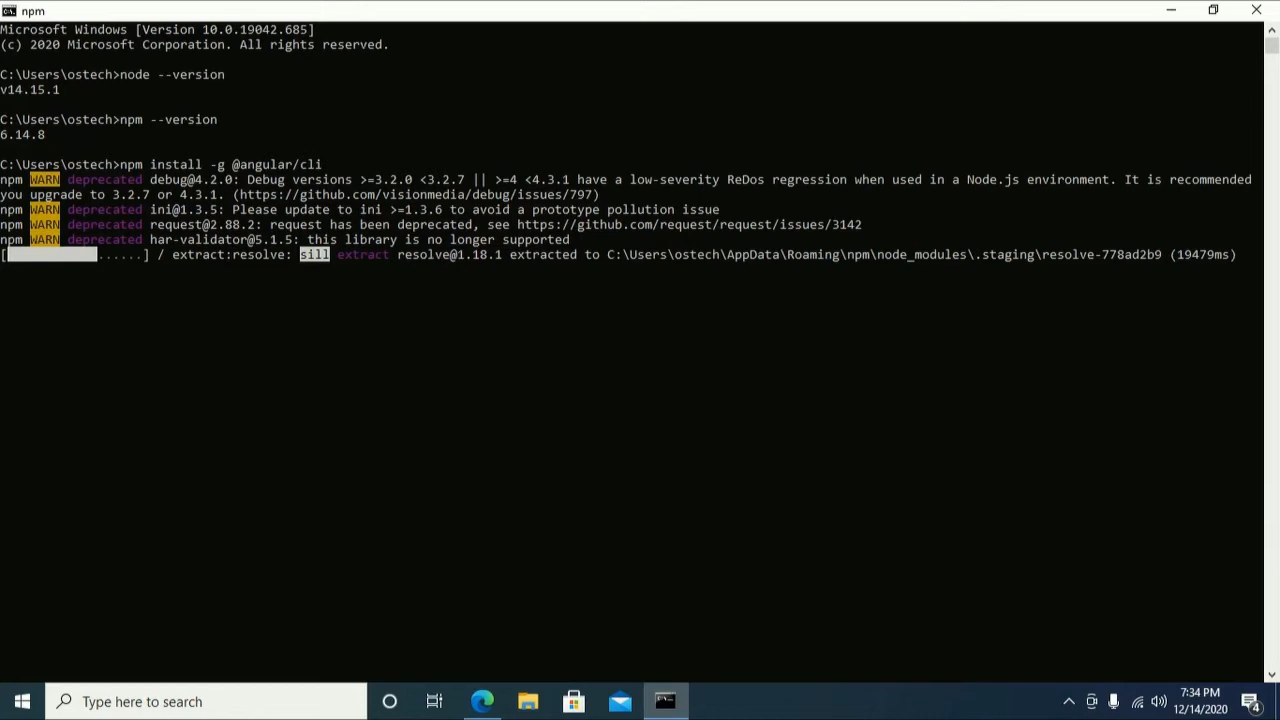 npm
Microsoft Windows [Version 10.0.19042.685]
(c) 2020 Microsoft Corporation. All rights reserved.
C:\Users\ostech>node --version
v14.15.1
C:\Users\ostech>npm --version
6.14.8
C:\Users\ostech>npm install -g @angular/cli
npm WARN deprecated debug@4.2.0: Debug versions >=3.2.0 <3.2.7 || >=4 <4.3.1 have a low-severity ReDos regression when used in a Node.js environment. It is recommended
you upgrade to 3.2.7 or 4.3.1. (https://github.com/visionmedia/debug/issues/797)
npm WARN deprecated ini@1.3.5: Please update to ini >=1.3.6 to avoid a prototype pollution issue
npm WARN deprecated request@2.88.2: request has been deprecated, see https://github.com/request/request/issues/3142
npm WARN deprecated har-validator@5.1.5: this library is no longer supported
[            ......] / extract:resolve: sill extract resolve@1.18.1 extracted to C:\Users\ostech\AppData\Roaming\npm\node_modules\.staging\resolve-778ad2b9 (19479ms)
Type here to search
7:34 PM
12/14/2020
4